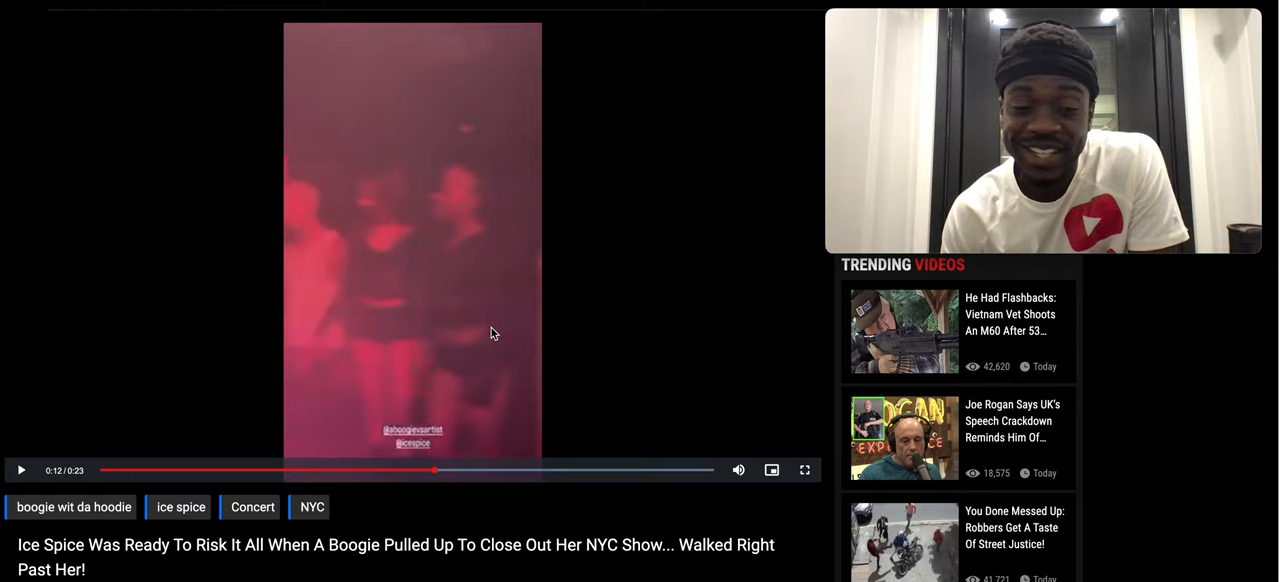 @aboogievsartist
@icespice
0:12 / 0:23
boogie wit da hoodie
ice spice
Concert
NYC
Ice Spice Was Ready To Risk It All When A Boogie Pulled Up To Close Out Her NYC Show... Walked Right
Past Her!
TRENDING VIDEOS
He Had Flashbacks:
Vietnam Vet Shoots
An M60 After 53...
42,620
Today
Joe Rogan Says UK's
Speech Crackdown
Reminds Him Of...
18,575
Today
You Done Messed Up:
Robbers Get A Taste
Of Street Justice!
41,721
Today